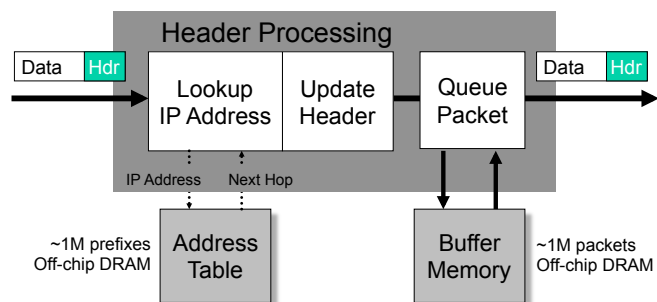 Header Processing
Data Hdr
Lookup
IP Address
Update
Header
Queue
Packet
Data Hdr
IP Address
Next Hop
~1M prefixes
Off-chip DRAM
Address
Table
Buffer
Memory
~1M packets
Off-chip DRAM